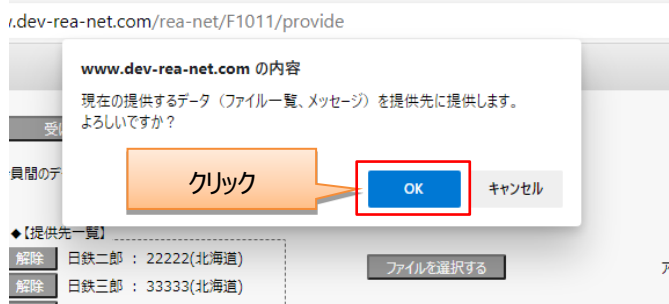 .dev-rea-net.com/rea-net/F1011/provide
www.dev-rea-net.com の内容
現在の提供するデータ（ファイル一覧、メッセージ）を提供先に提供します。
よろしいですか？
受
員間のデ
クリック
OK
キャンセル
◆【提供先一覧】
解除 日鉄二郎 : 22222(北海道)
ファイルを選択する
解除 日鉄三郎 : 33333(北海道)